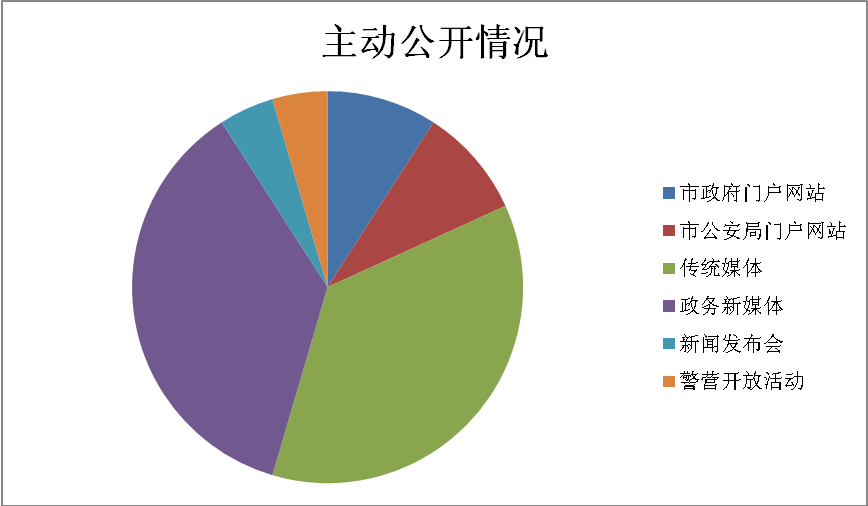 主动公开情况
市政府门户网站
市公安局门户网站
传统媒体
政务新媒体
新闻发布会
警营开放活动